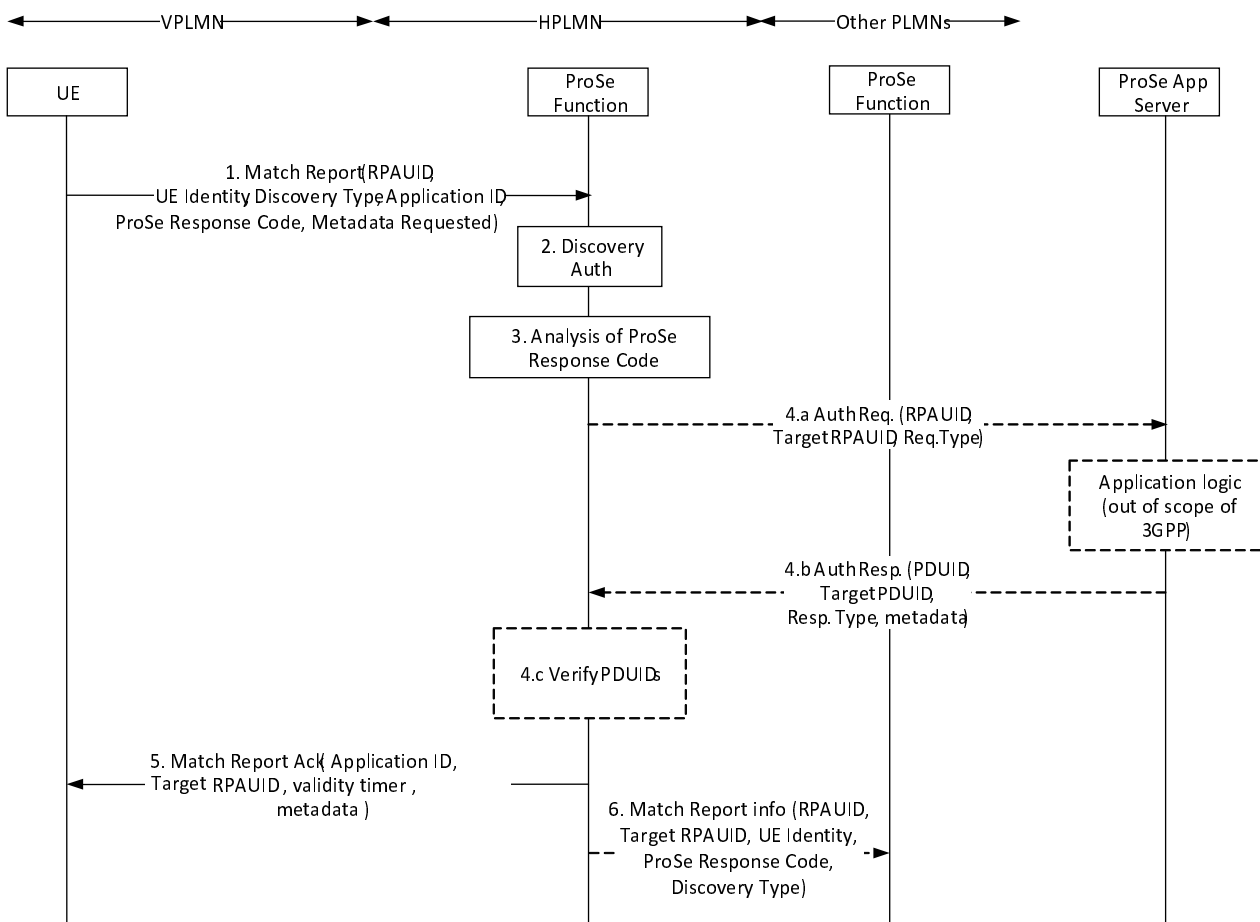 VPLMN
HPLMN
Other PLMNs
UE
ProSe
Function
ProSe
Function
ProSe App
Server
1. Match Report(RPAUID,
UE Identity, Discovery Type, Application ID,
ProSe Response Code, Metadata Requested)
2. Discovery
Auth
3. Analysis of ProSe
Response Code
4.a Auth Req. (RPAUID,
Target RPAUID, Req.Type)
Application logic
(out of scope of
3GPP)
4.b Auth Resp. (PDUID,
Target PDUID,
Resp. Type, metadata)
4.c Verify PDUIDs
5. Match Report Ack( Application ID,
Target RPAUID , validity timer ,
metadata )
6. Match Report info (RPAUID,
Target RPAUID, UE Identity,
ProSe Response Code,
Discovery Type)